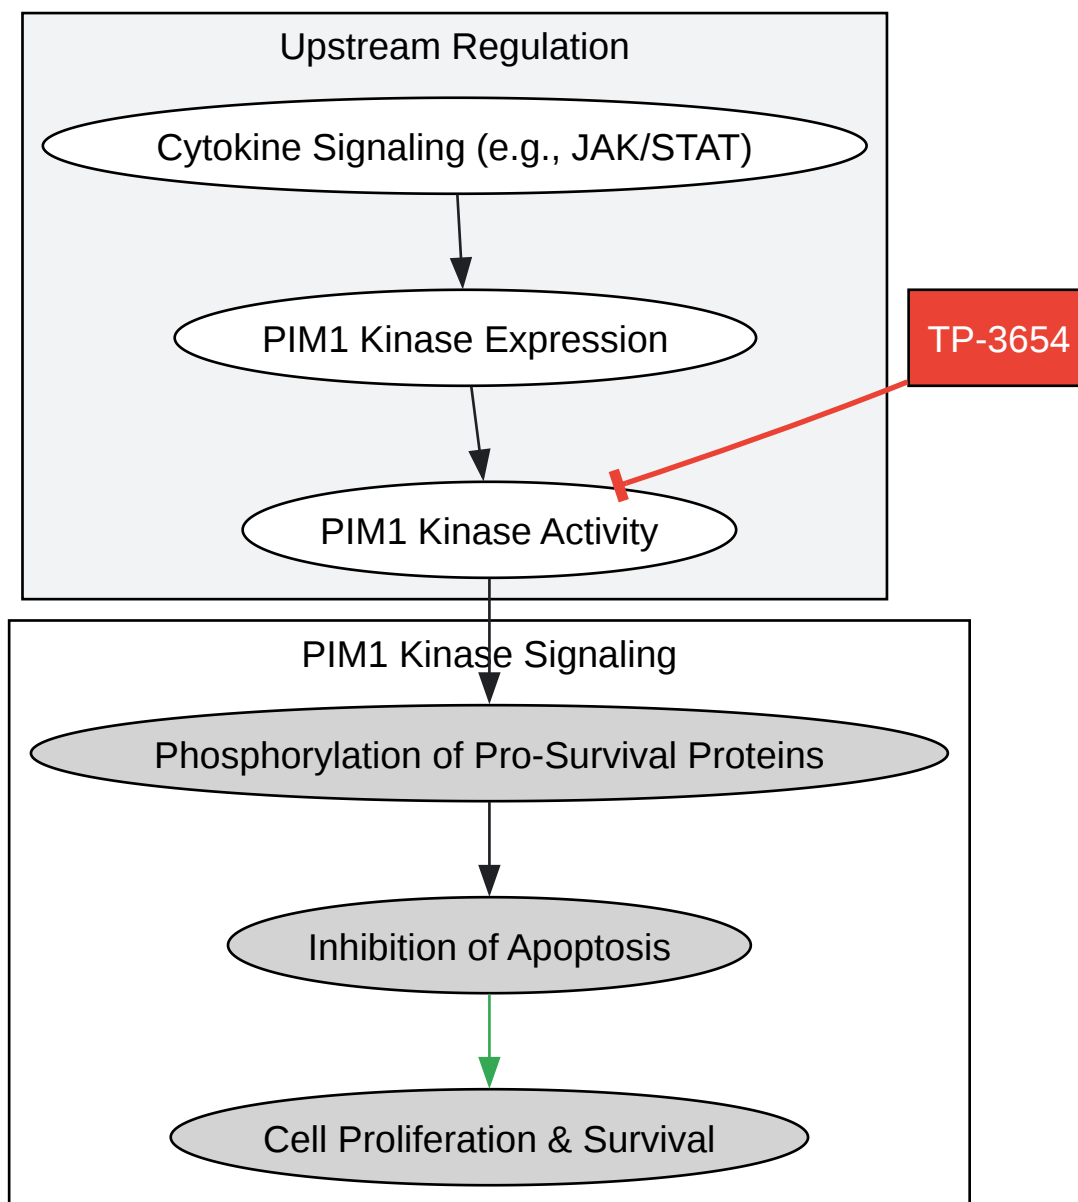 Upstream Regulation
Cytokine Signaling (e.g., JAK/STAT)
PIM1 Kinase Expression
TP-3654
PIM1 Kinase Activity
PIM1 Kinase Signaling
Phosphorylation of Pro-Survival Proteins
Inhibition of Apoptosis
Cell Proliferation & Survival